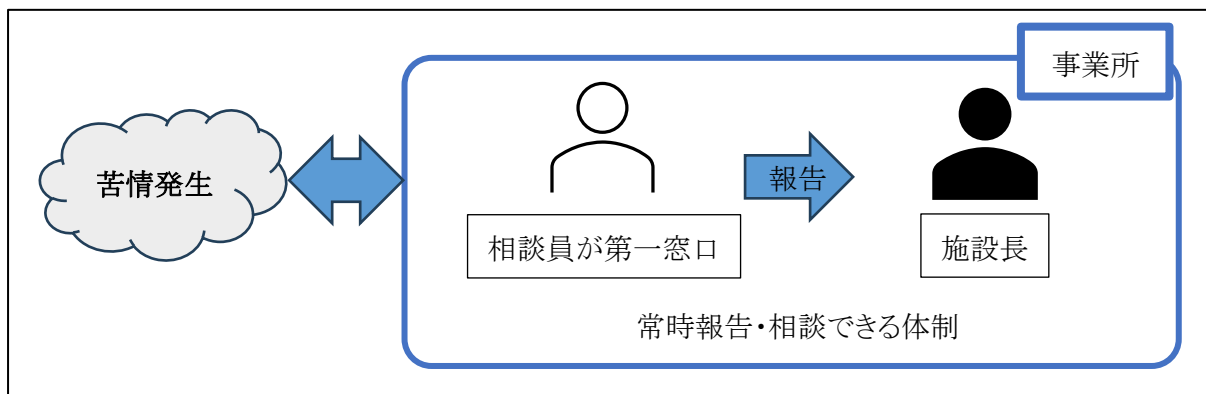 事業所
苦情発生
報告
相談員が第一窓口
施設長
常時報告・相談できる体制